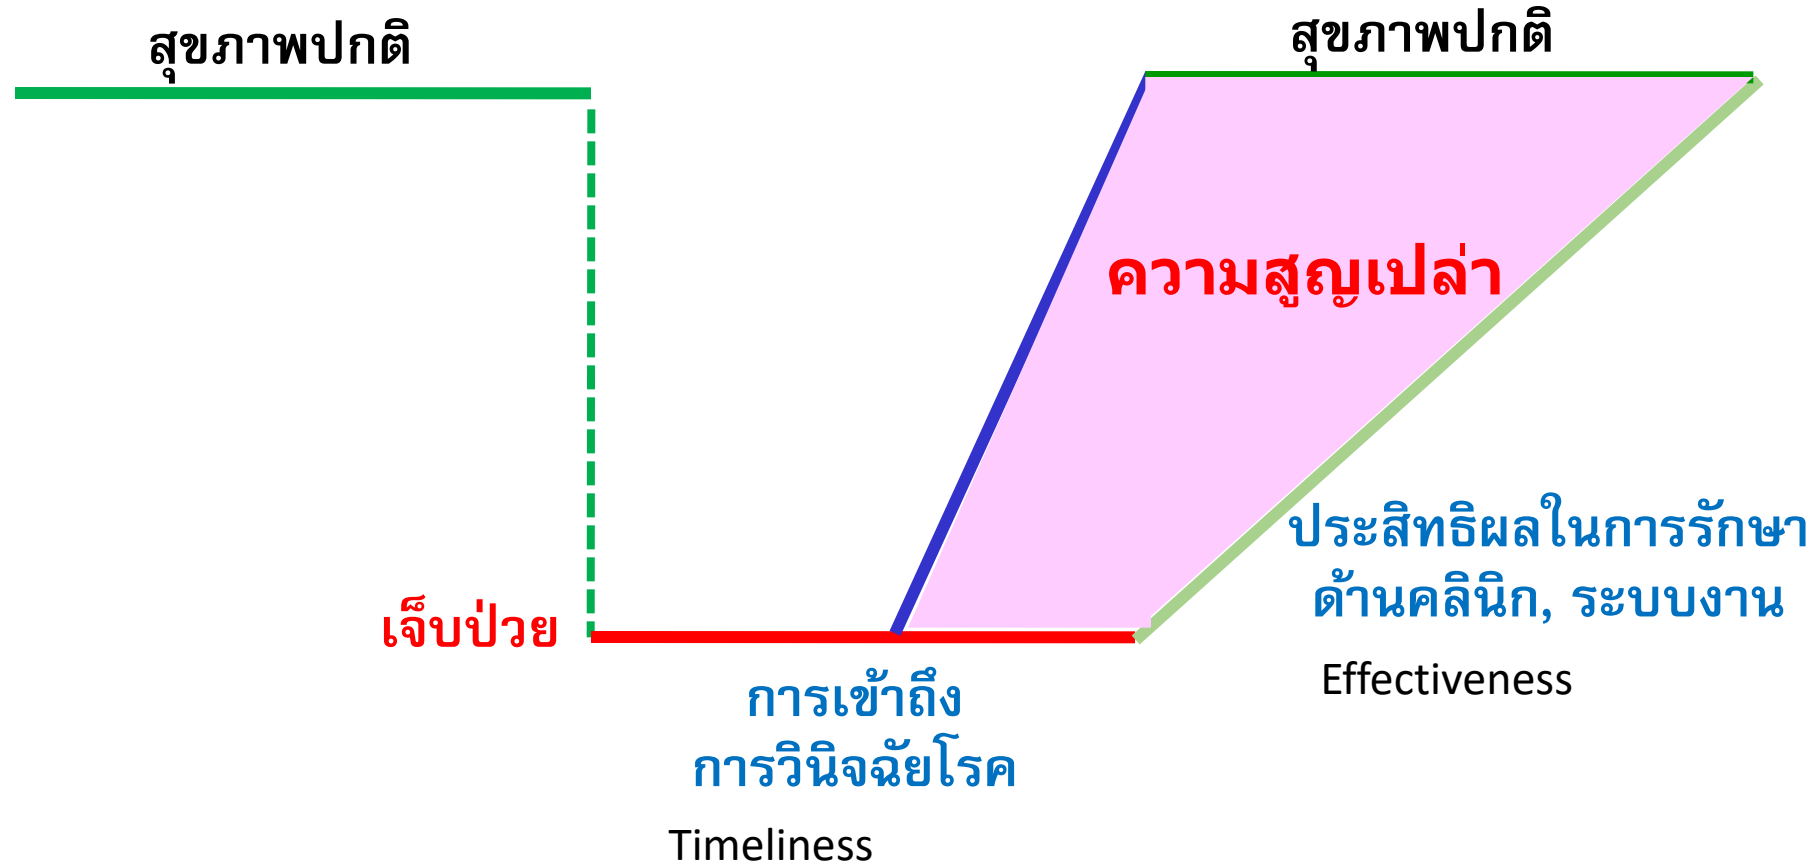 สุขภาพปกติ
สุขภาพปกติ
ความสูญเปล่า
ประสิทธิผลในการรักษา
ด้านคลินิก, ระบบงาน
Effectiveness
เจ็บป่วย
การเข้าถึง
การวินิจฉัยโรค
Timeliness